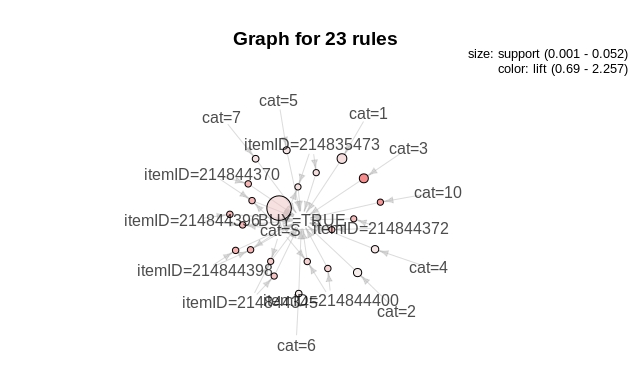 Graph for 23 rules
size: support (0.001 - 0.052)
color: lift (0.69 - 2.257)
cat=5
cat=7
cat=1
itemID=214835473
cat=3
itemID=214844370
cat=10
itemID=214844396
BUY=TRUE
cat=S
itemID=214844372
cat=4
itemID=214844398
itemID=214844345
itemID=214844400
cat=2
cat=6